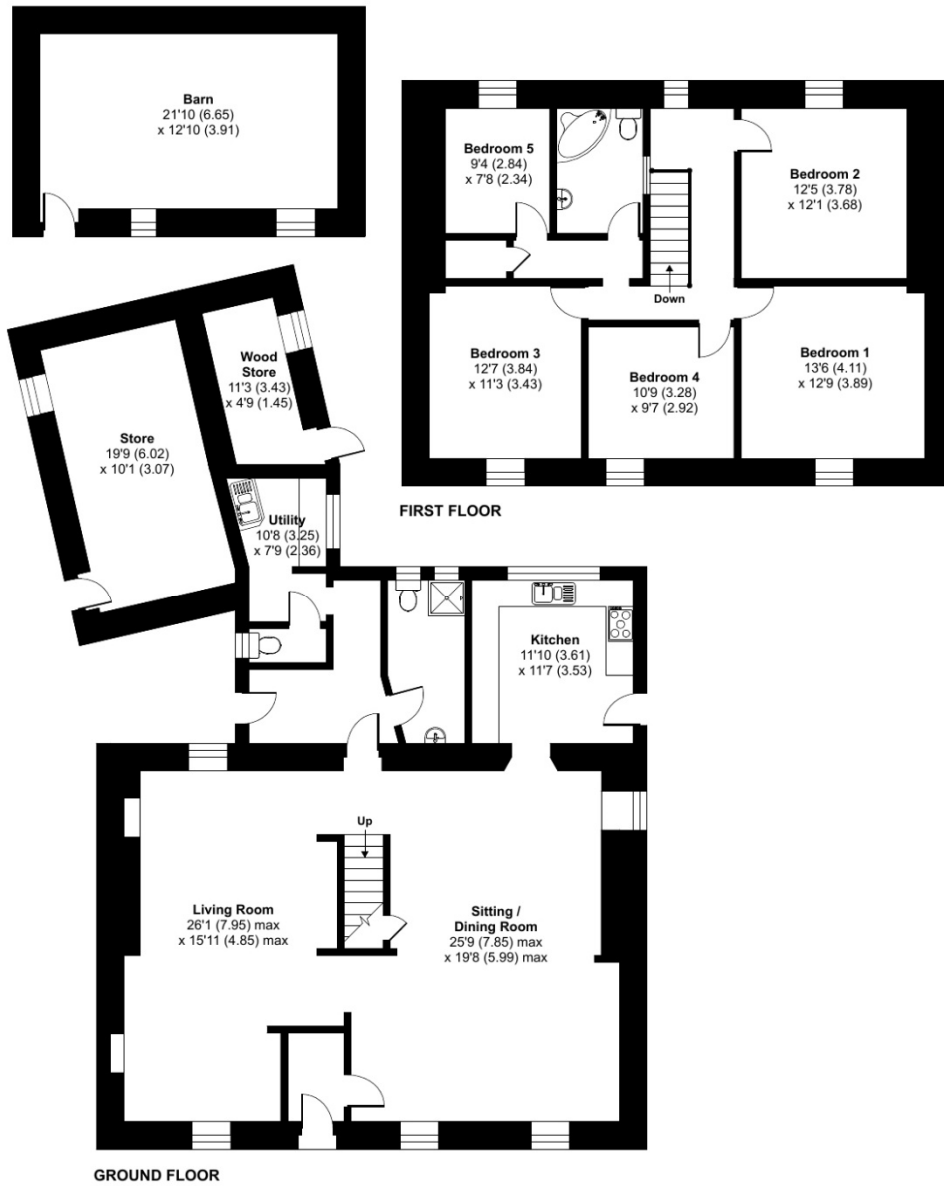 Barn
21'10 (6.65)
x 12'10 (3.91)
Bedroom 5
9'4 (2.84)
x 7'8 (2.34)
Bedroom 2
12'5 (3.78)
x 12'1 (3.68)
Down
Bedroom 3
12'7 (3.84)
x 11'3 (3.43)
Bedroom 4
10'9 (3.28)
x 9'7 (2.92)
Bedroom 1
13'6 (4.11)
x 12'9 (3.89)
FIRST FLOOR
Wood
Store
11'3 (3.43)
x 4'9 (1.45)
Store
19'9 (6.02)
x 10'1 (3.07)
Utility
10'8 (3.25)
x 7'9 (2.36)
Kitchen
11'10 (3.61)
x 11'7 (3.53)
Up
Living Room
26'1 (7.95) max
x 15'11 (4.85) max
Sitting /
Dining Room
25'9 (7.85) max
x 19'8 (5.99) max
GROUND FLOOR